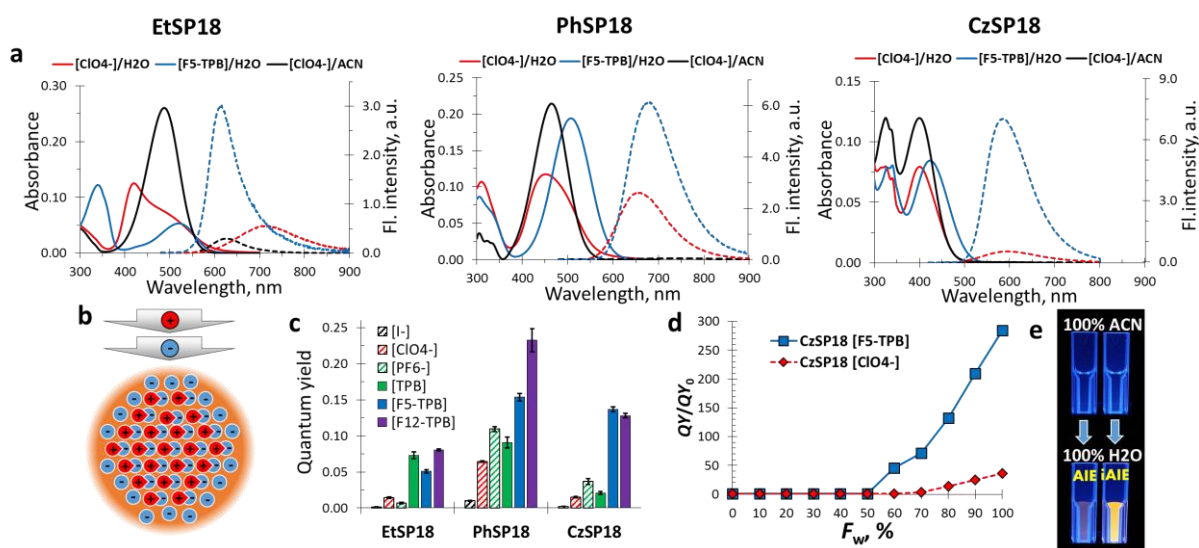 EtSP18
PhSP18
CzSP18
a
[ClO4-]/H2O [F5-TPB]/H2O [ClO4-]/ACN
Absorbance
0.30
0.20
0.10
0.00
3.0
2.0
1.0
0.0
Fl. intensity, a.u.
300 400 500 600 700 800 900
Wavelength, nm
[ClO4-]/H2O [F5-TPB]/H2O [ClO4-]/ACN
Absorbance
0.25
0.20
0.15
0.10
0.05
0.00
6.0
4.0
2.0
0.0
Fl. intensity, a.u.
300 400 500 600 700 800 900
Wavelength, nm
[ClO4-]/H2O [F5-TPB]/H2O [ClO4-]/ACN
Absorbance
0.15
0.10
0.05
0.00
9.0
7.0
5.0
3.0
1.0
0.0
Fl.intensity, a.u.
300 400 500 600 700 800 900
Wavelength, nm
b
+
-
c
Quantum yield
0.25
0.20
0.15
0.10
0.05
0.00
[I-]
[ClO4-]
[PF6-]
[TPB]
[F5-TPB]
[F12-TPB]
EtSP18 PhSP18 CzSP18
d
QY/QY0
300
250
200
150
100
50
0
CzSP18 [F5-TPB]
CzSP18 [ClO4-]
0 10 20 30 40 50 60 70 80 90 100
Fw, %
e
100% ACN
100% H2O
AIE iAIE